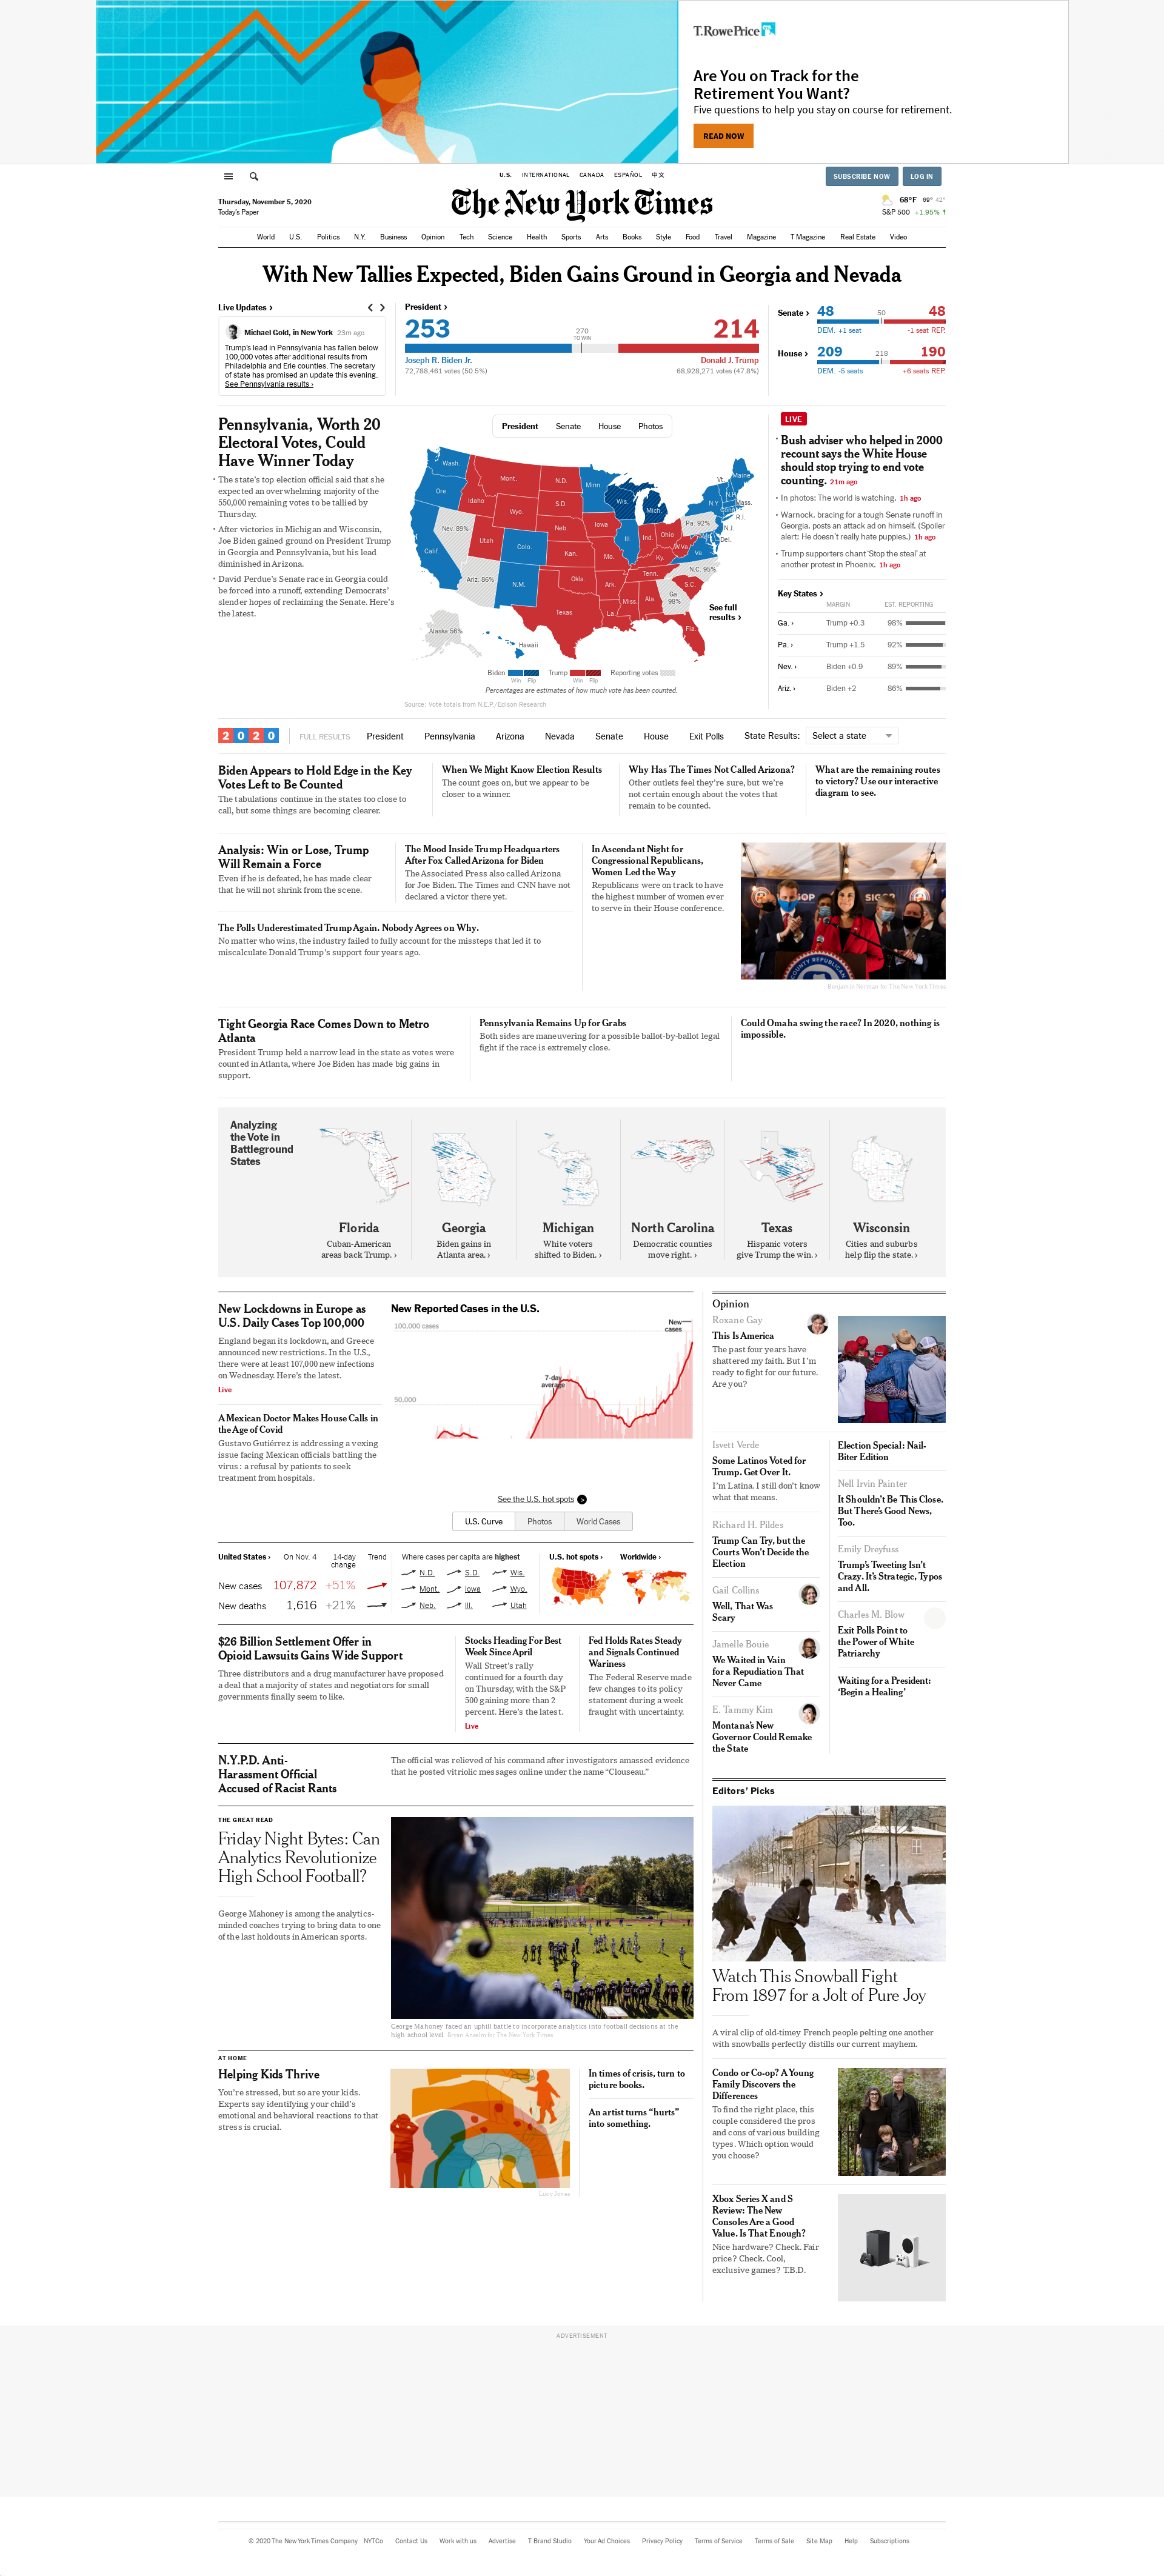 T.RowePrice
Are You on Track for the
Retirement You Want?
Five questions to help you stay on course for retirement.
READ NOW
U.S. INTERNATIONAL CANADA ESPAÑOL 中文
SUBSCRIBE NOW LOG IN
Thursday, November 5, 2020
Today's Paper
The New York Times
68°F 69° 42°
S&P 500 +1.95%
World U.S. Politics N.Y. Business Opinion Tech Science Health Sports Arts Books Style Food Travel Magazine T Magazine Real Estate Video
With New Tallies Expected, Biden Gains Ground in Georgia and Nevada
Live Updates ›
Michael Gold, in New York 23m ago
Trump's lead in Pennsylvania has fallen below
100,000 votes after additional results from
Philadelphia and Erie counties. The secretary
of state has promised an update this evening.
See Pennsylvania results ›
President ›
253
270
TO WIN
214
Joseph R. Biden Jr.
Donald J. Trump
72,788,461 votes (50.5%)
68,928,271 votes (47.8%)
Senate › 48 50 48
DEM. +1 seat -1 seat REP.
House › 209 218 190
DEM. -5 seats +6 seats REP.
Pennsylvania, Worth 20
Electoral Votes, Could
Have Winner Today
The state's top election official said that she
expected an overwhelming majority of the
550,000 remaining votes to be tallied by
Thursday.
After victories in Michigan and Wisconsin,
Joe Biden gained ground on President Trump
in Georgia and Pennsylvania, but his lead
diminished in Arizona.
David Perdue's Senate race in Georgia could
be forced into a runoff, extending Democrats'
slender hopes of reclaiming the Senate. Here's
the latest.
President Senate House Photos
Wash.
Mont.
N.D.
Minn.
Vt.
Maine
Ore.
Idaho
S.D.
Wis.
Mich.
N.Y.
N.H.
Mass.
Wyo.
Conn.
R.I.
Nev. 89%
Neb.
Iowa
Pa. 92%
N.J.
Utah
Colo.
Ill.
Ind.
Ohio
Del.
Calif.
Kan.
Mo.
Ky.
W.Va.
Va.
Tenn.
N.C. 95%
Ariz. 86%
N.M.
Okla.
Ark.
S.C.
Miss.
Ala.
Ga.
98%
Texas
La.
Fla.
Alaska 56%
Hawaii
See full
results ›
Biden Trump Reporting votes
Win Flip Win Flip
Percentages are estimates of how much vote has been counted.
Source: Vote totals from N.E.P./Edison Research
LIVE
Bush adviser who helped in 2000
recount says the White House
should stop trying to end vote
counting. 21m ago
In photos: The world is watching. 1h ago
Warnock, bracing for a tough Senate runoff in
Georgia, posts an attack ad on himself. (Spoiler
alert: He doesn't really hate puppies.) 1h ago
Trump supporters chant 'Stop the steal' at
another protest in Phoenix. 1h ago
Key States ›
MARGIN EST. REPORTING
Ga. › Trump +0.3 98%
Pa. › Trump +1.5 92%
Nev. › Biden +0.9 89%
Ariz. › Biden +2 86%
2020 FULL RESULTS President Pennsylvania Arizona Nevada Senate House Exit Polls State Results: Select a state
Biden Appears to Hold Edge in the Key
Votes Left to Be Counted
The tabulations continue in the states too close to
call, but some things are becoming clearer.
When We Might Know Election Results
The count goes on, but we appear to be
closer to a winner.
Why Has The Times Not Called Arizona?
Other outlets feel they're sure, but we're
not certain enough about the votes that
remain to be counted.
What are the remaining routes
to victory? Use our interactive
diagram to see.
Analysis: Win or Lose, Trump
Will Remain a Force
Even if he is defeated, he has made clear
that he will not shrink from the scene.
The Mood Inside Trump Headquarters
After Fox Called Arizona for Biden
The Associated Press also called Arizona
for Joe Biden. The Times and CNN have not
declared a victor there yet.
The Polls Underestimated Trump Again. Nobody Agrees on Why.
No matter who wins, the industry failed to fully account for the missteps that led it to
miscalculate Donald Trump's support four years ago.
In Ascendant Night for
Congressional Republicans,
Women Led the Way
Republicans were on track to have
the highest number of women ever
to serve in their House conference.
Benjamin Norman for The New York Times
Tight Georgia Race Comes Down to Metro
Atlanta
President Trump held a narrow lead in the state as votes were
counted in Atlanta, where Joe Biden has made big gains in
support.
Pennsylvania Remains Up for Grabs
Both sides are maneuvering for a possible ballot-by-ballot legal
fight if the race is extremely close.
Could Omaha swing the race? In 2020, nothing is
impossible.
Analyzing
the Vote in
Battleground
States
Florida
Cuban-American
areas back Trump. ›
Georgia
Biden gains in
Atlanta area. ›
Michigan
White voters
shifted to Biden. ›
North Carolina
Democratic counties
move right. ›
Texas
Hispanic voters
give Trump the win. ›
Wisconsin
Cities and suburbs
help flip the state. ›
New Lockdowns in Europe as
U.S. Daily Cases Top 100,000
England began its lockdown, and Greece
announced new restrictions. In the U.S.,
there were at least 107,000 new infections
on Wednesday. Here's the latest.
Live
A Mexican Doctor Makes House Calls in
the Age of Covid
Gustavo Gutiérrez is addressing a vexing
issue facing Mexican officials battling the
virus: a refusal by patients to seek
treatment from hospitals.
New Reported Cases in the U.S.
100,000 cases
New
cases
7-day
average
50,000
See the U.S. hot spots
U.S. Curve Photos World Cases
United States › On Nov. 4 14-day
change Trend
New cases 107,872 +51%
New deaths 1,616 +21%
Where cases per capita are highest
N.D. S.D. Wis.
Mont. Iowa Wyo.
Neb. Ill. Utah
U.S. hot spots › Worldwide ›
$26 Billion Settlement Offer in
Opioid Lawsuits Gains Wide Support
Three distributors and a drug manufacturer have proposed
a deal that a majority of states and negotiators for small
governments finally seem to like.
Stocks Heading For Best
Week Since April
Wall Street's rally
continued for a fourth day
on Thursday, with the S&P
500 gaining more than 2
percent. Here's the latest.
Live
Fed Holds Rates Steady
and Signals Continued
Wariness
The Federal Reserve made
few changes to its policy
statement during a week
fraught with uncertainty.
N.Y.P.D. Anti-
Harassment Official
Accused of Racist Rants
The official was relieved of his command after investigators amassed evidence
that he posted vitriolic messages online under the name “Clouseau.”
THE GREAT READ
Friday Night Bytes: Can
Analytics Revolutionize
High School Football?
George Mahoney is among the analytics-
minded coaches trying to bring data to one
of the last holdouts in American sports.
George Mahoney faced an uphill battle to incorporate analytics into football decisions at the
high school level. Bryan Anselm for The New York Times
AT HOME
Helping Kids Thrive
You're stressed, but so are your kids.
Experts say identifying your child's
emotional and behavioral reactions to that
stress is crucial.
Lucy Jones
In times of crisis, turn to
picture books.
An artist turns “hurts”
into something.
Opinion
Roxane Gay
This Is America
The past four years have
shattered my faith. But I'm
ready to fight for our future.
Are you?
Isvett Verde
Some Latinos Voted for
Trump. Get Over It.
I'm Latina. I still don't know
what that means.
Richard H. Pildes
Trump Can Try, but the
Courts Won't Decide the
Election
Gail Collins
Well, That Was
Scary
Jamelle Bouie
We Waited in Vain
for a Repudiation That
Never Came
E. Tammy Kim
Montana's New
Governor Could Remake
the State
Election Special: Nail-
Biter Edition
Nell Irvin Painter
It Shouldn't Be This Close.
But There's Good News,
Too.
Emily Dreyfuss
Trump's Tweeting Isn't
Crazy. It's Strategic, Typos
and All.
Charles M. Blow
Exit Polls Point to
the Power of White
Patriarchy
Waiting for a President:
‘Begin a Healing’
Editors' Picks
Watch This Snowball Fight
From 1897 for a Jolt of Pure Joy
A viral clip of old-timey French people pelting one another
with snowballs perfectly distills our current mayhem.
Condo or Co-op? A Young
Family Discovers the
Differences
To find the right place, this
couple considered the pros
and cons of various building
types. Which option would
you choose?
Xbox Series X and S
Review: The New
Consoles Are a Good
Value. Is That Enough?
Nice hardware? Check. Fair
price? Check. Cool,
exclusive games? T.B.D.
ADVERTISEMENT
© 2020 The New York Times Company NYTCo Contact Us Work with us Advertise T Brand Studio Your Ad Choices Privacy Policy Terms of Service Terms of Sale Site Map Help Subscriptions